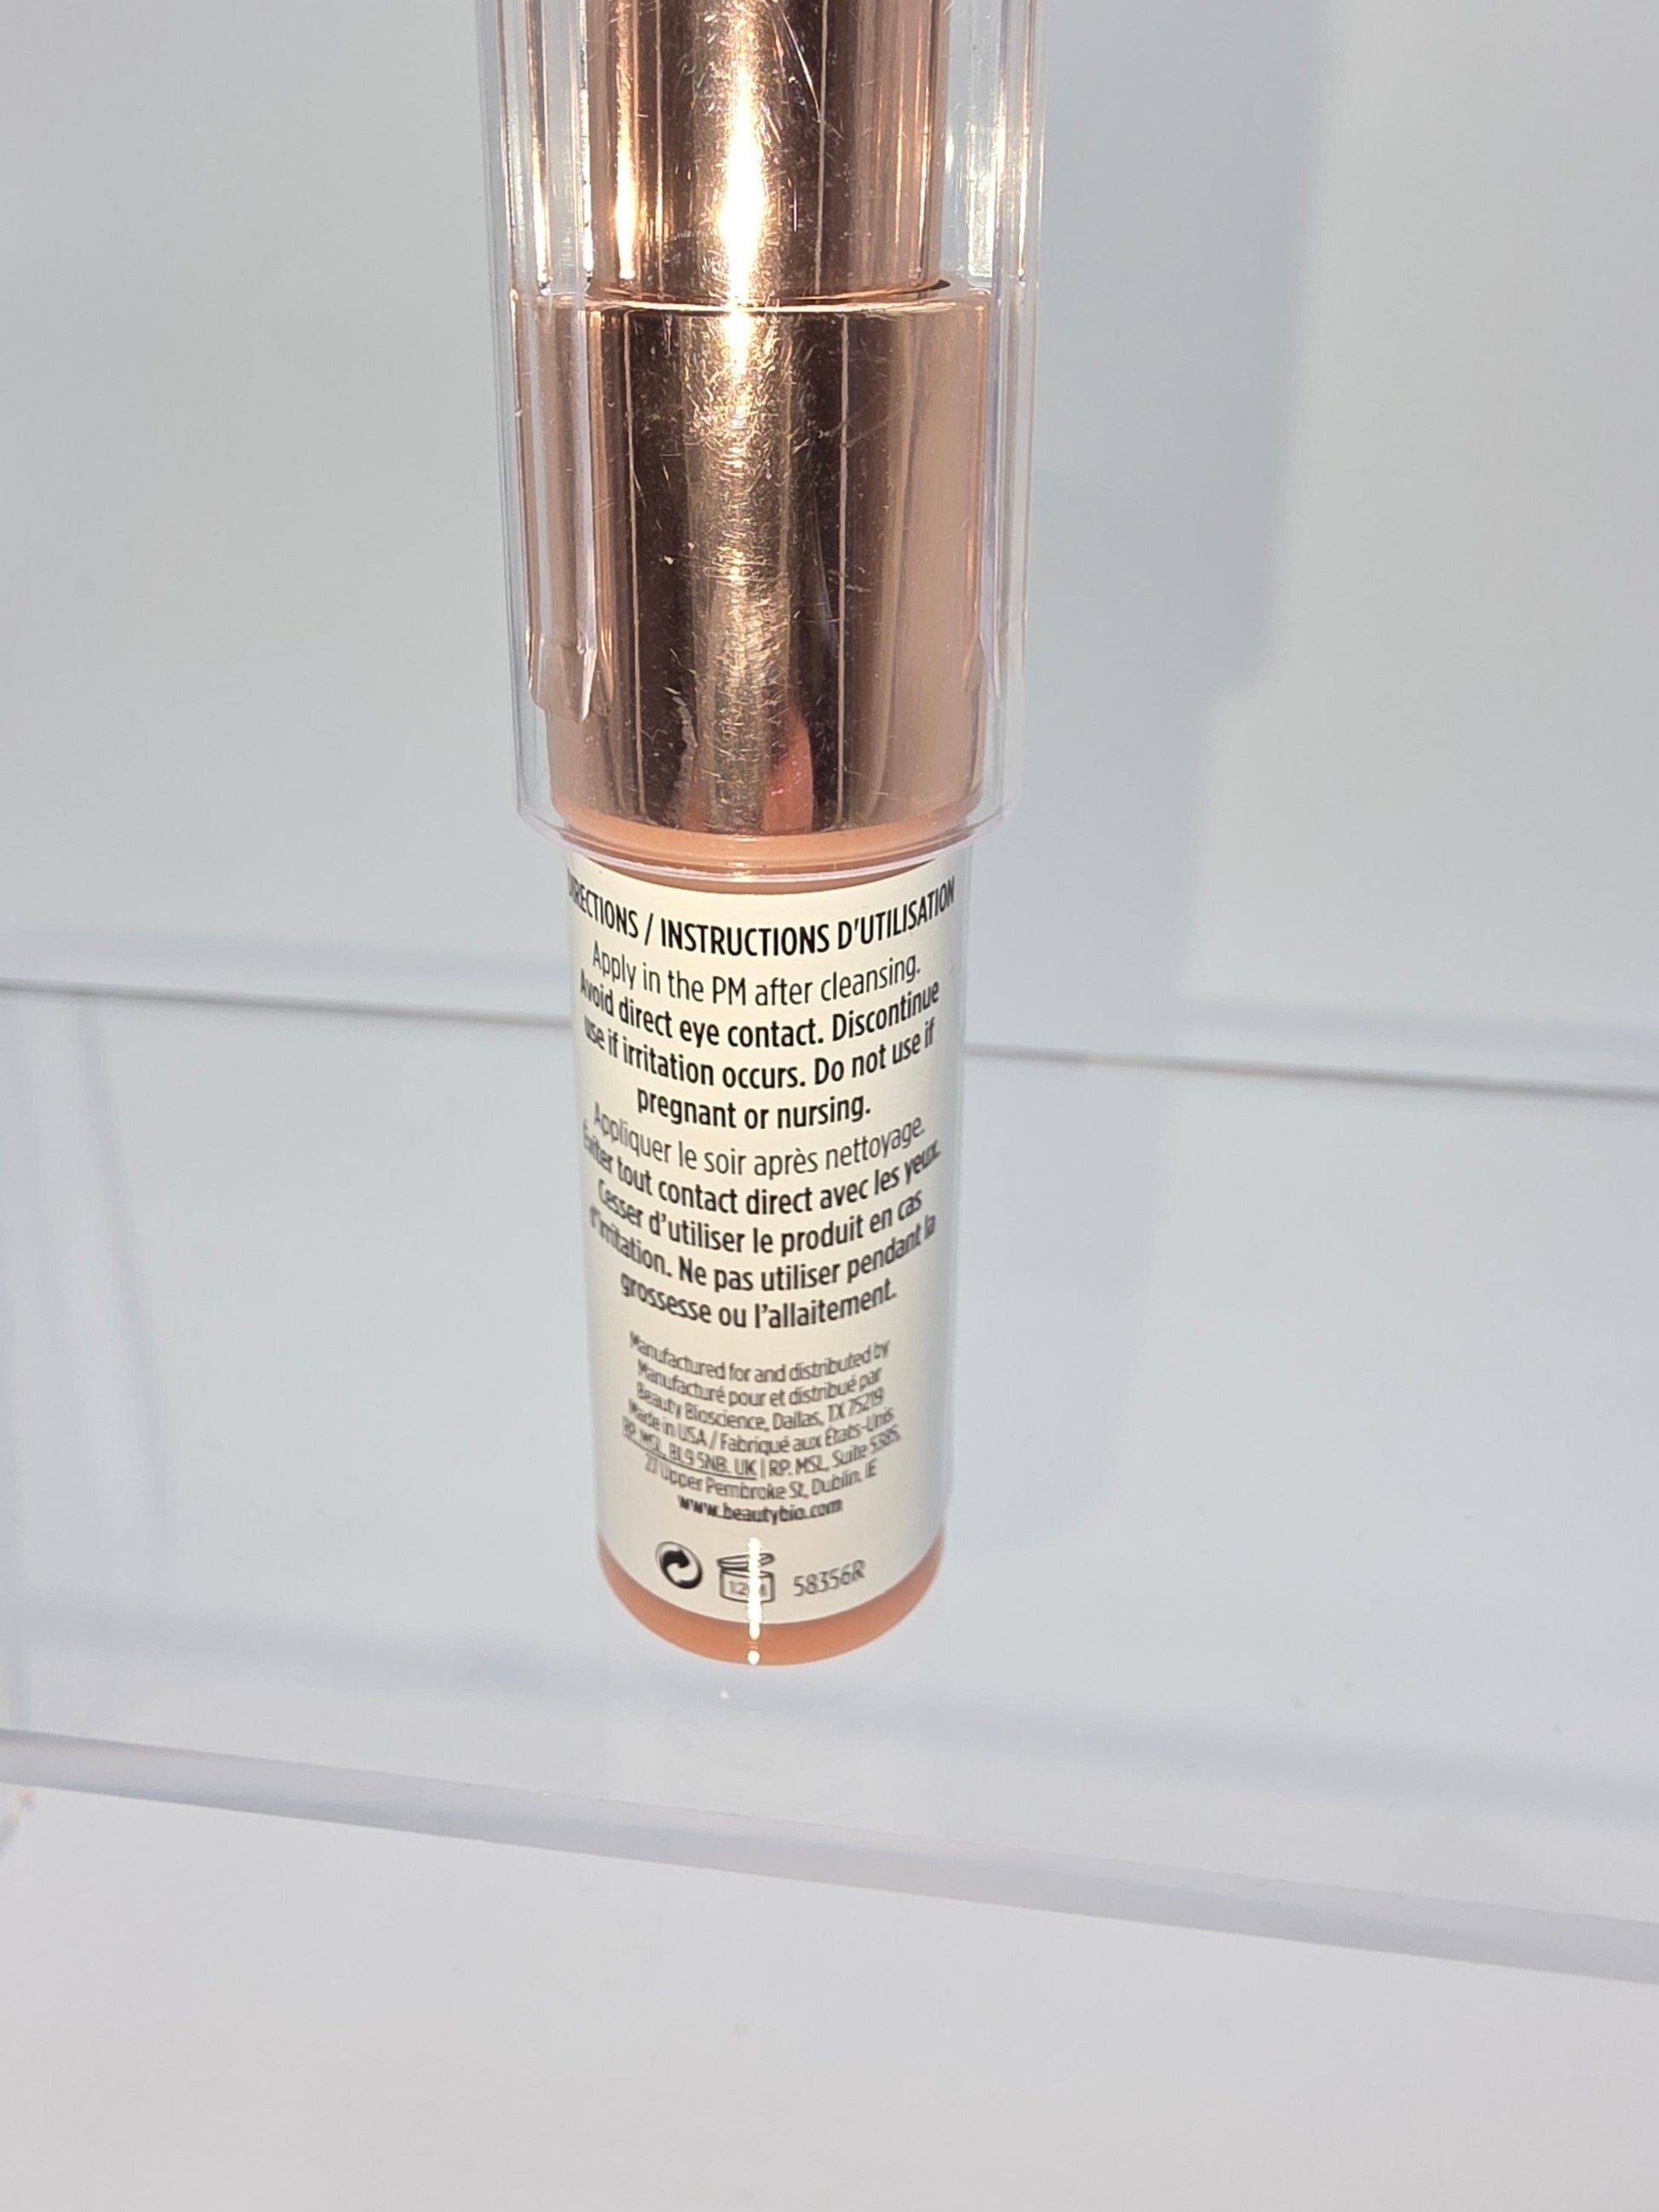 DIRECTIONS / INSTRUCTIONS D'UTILISATION
Apply in the PM after cleansing.
Avoid direct eye contact. Discontinue
use if irritation occurs. Do not use if
pregnant or nursing.
Appliquer le soir après nettoyage.
Éviter tout contact direct avec les yeux.
Cesser d'utiliser le produit en cas
d'irritation. Ne pas utiliser pendant la
grossesse ou l'allaitement.
Manufactured for and distributed by
Manufacturé pour et distribué par
Beauty Bioscience, Dallas, TX 75219
Made in USA / Fabriqué aux États-Unis
RP. MSL, BL9 5NB. UK | RP. MSL, Suite 5385,
27 Upper Pembroke St, Dublin, IE
www.beautybio.com
12M 58356R